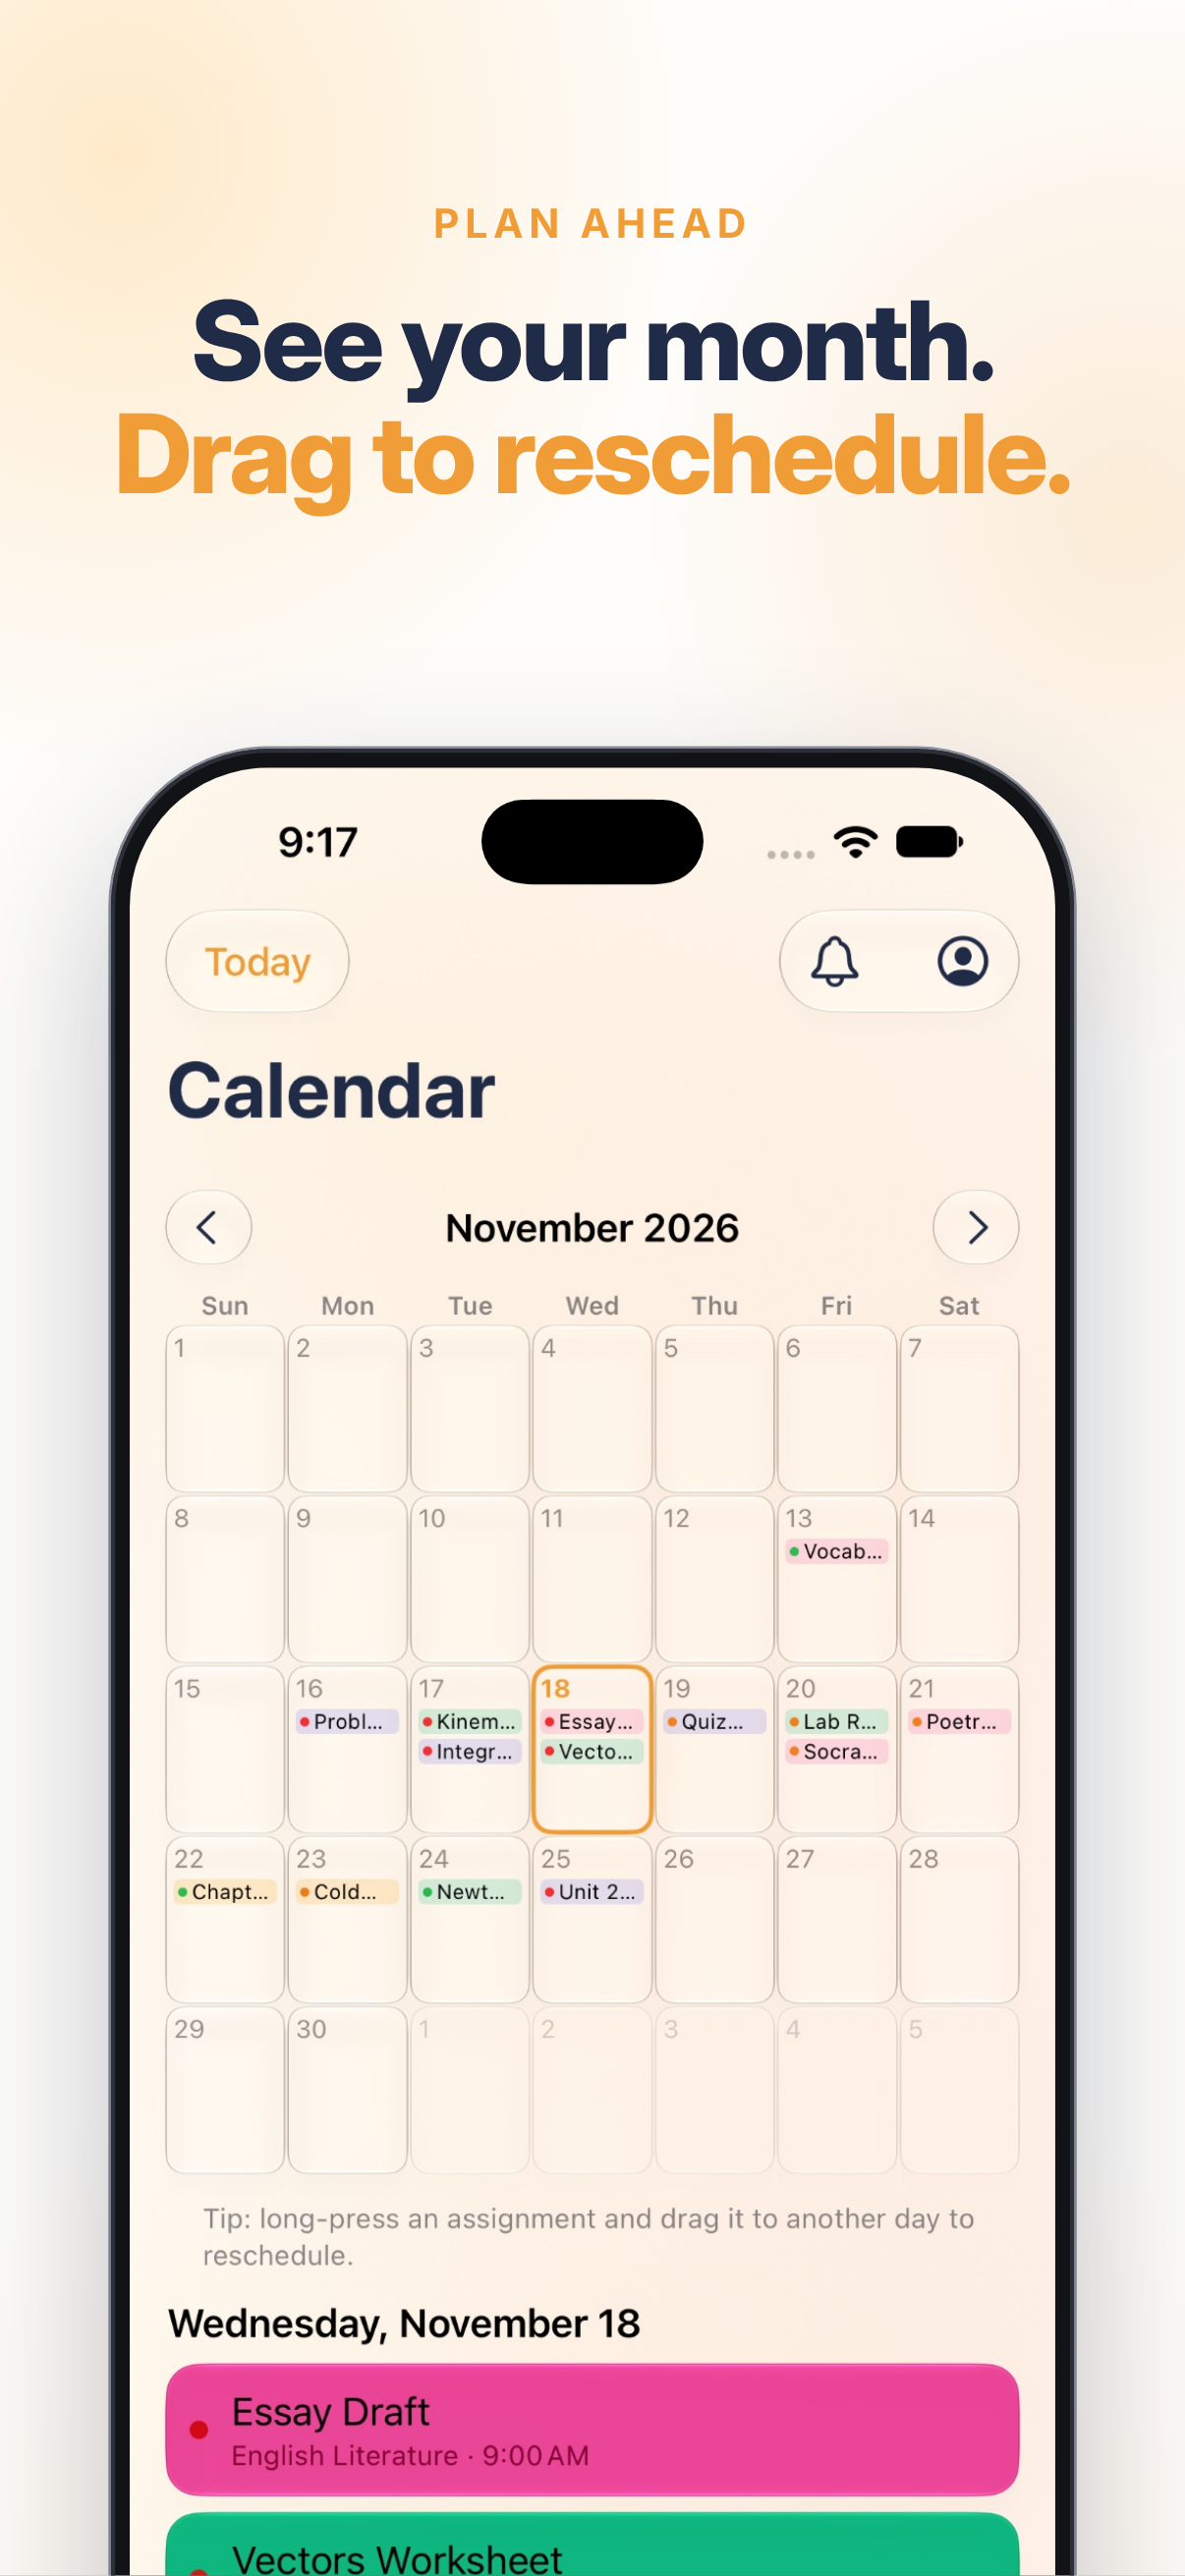 PLAN AHEAD
See your month.
Drag to reschedule.
9:17
Today
Calendar
November 2026
Sun Mon Tue Wed Thu Fri Sat
1 2 3 4 5 6 7
8 9 10 11 12 13 14
Vocab...
15 16 17 18 19 20 21
Probl... Kinem... Essay... Quiz... Lab R... Poetr...
Integr... Vecto... Socra...
22 23 24 25 26 27 28
Chapt... Cold... Newt... Unit 2...
29 30 1 2 3 4 5
Tip: long-press an assignment and drag it to another day to
reschedule.
Wednesday, November 18
Essay Draft
English Literature · 9:00 AM
Vectors Worksheet